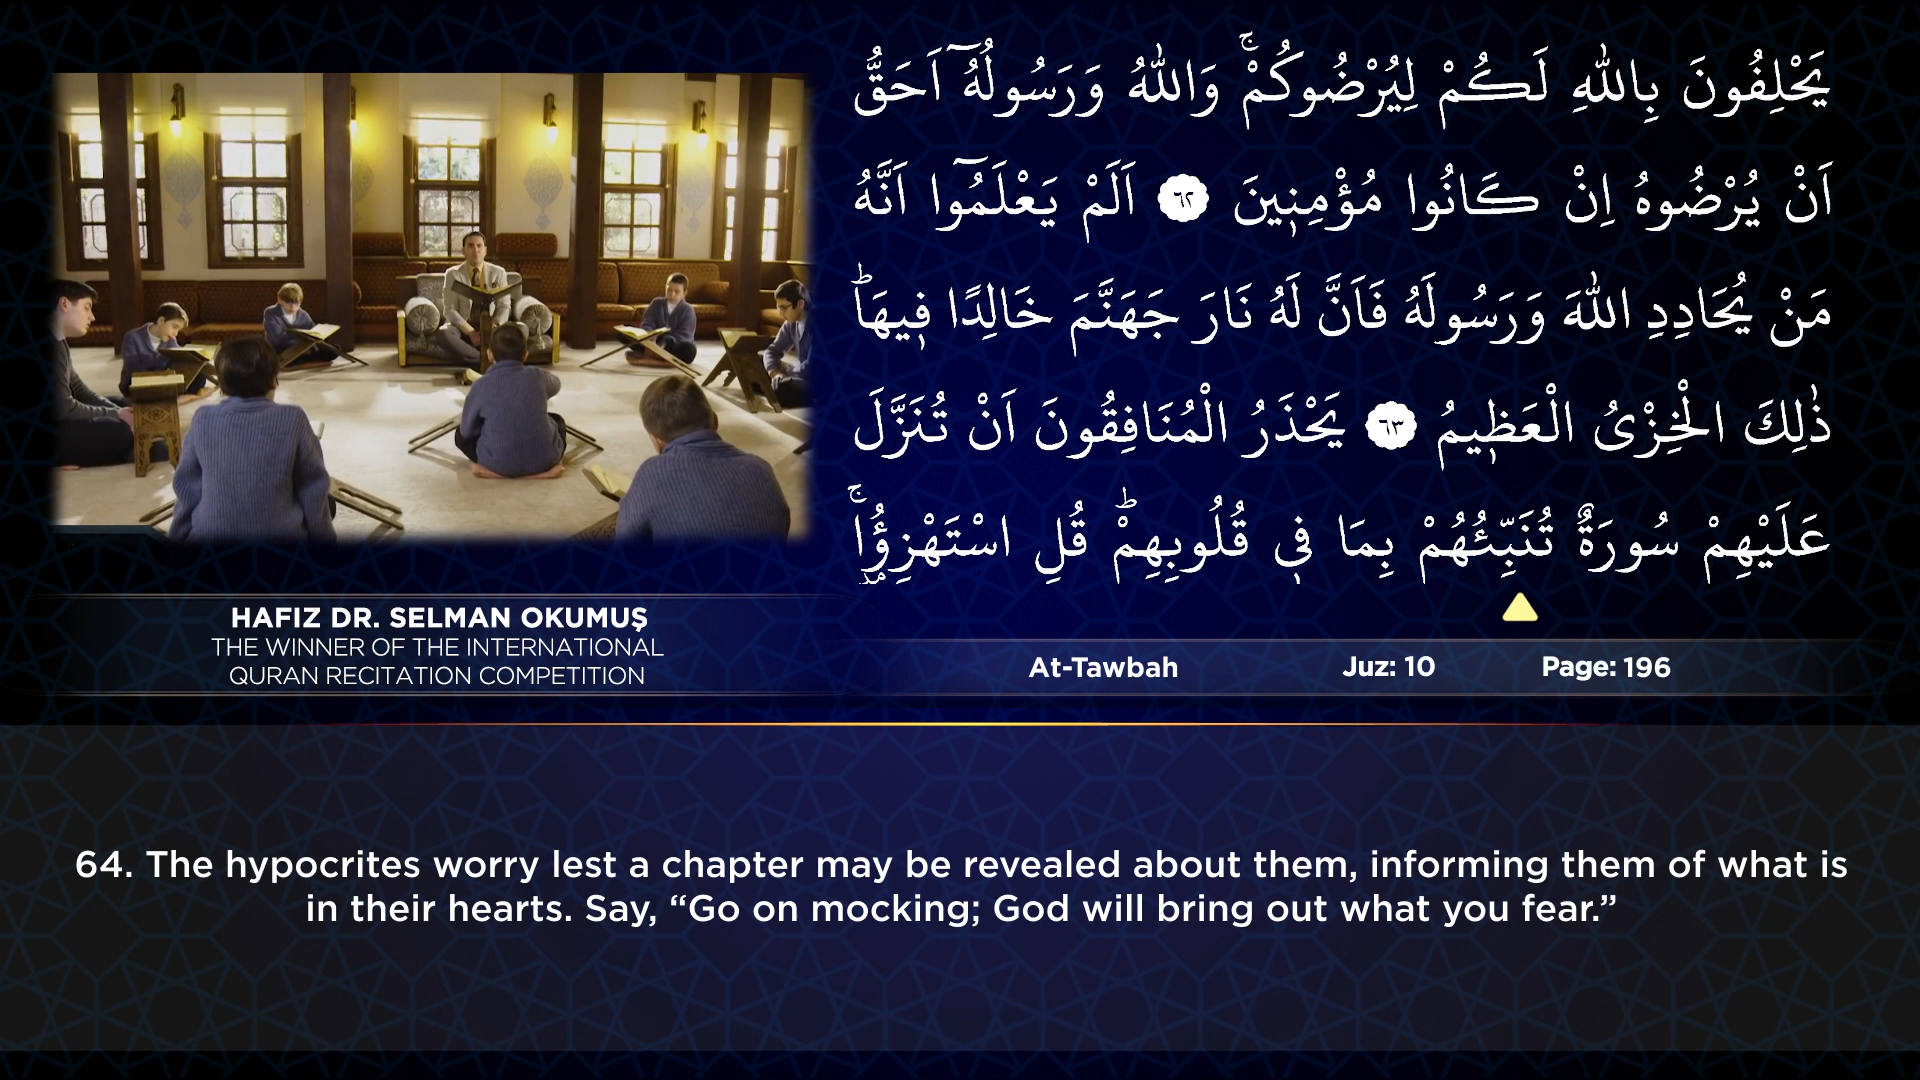 يَحْلِفُونَ بِاللّٰهِ لَكُمْ لِيُرْضُوكُمْۚ وَاللّٰهُ وَرَسُولُهُٓ اَحَقُّ
اَنْ يُرْضُوهُ اِنْ كَانُوا مُؤْمِن۪ينَ ﴿٦٢﴾ اَلَمْ يَعْلَمُٓوا اَنَّهُ
مَنْ يُحَادِدِ اللّٰهَ وَرَسُولَهُ فَاَنَّ لَهُ نَارَ جَهَنَّمَ خَالِدًا ف۪يهَاۜ
ذٰلِكَ الْخِزْيُ الْعَظ۪يمُ ﴿٦٣﴾ يَحْذَرُ الْمُنَافِقُونَ اَنْ تُنَزَّلَ
عَلَيْهِمْ سُورَةٌ تُنَبِّئُهُمْ بِمَا ف۪ي قُلُوبِهِمْۜ قُلِ اسْتَهْزِؤُ۫اۚ
HAFIZ DR. SELMAN OKUMUŞ
THE WINNER OF THE INTERNATIONAL
QURAN RECITATION COMPETITION
At-Tawbah Juz: 10 Page: 196
64. The hypocrites worry lest a chapter may be revealed about them, informing them of what is
in their hearts. Say, “Go on mocking; God will bring out what you fear.”